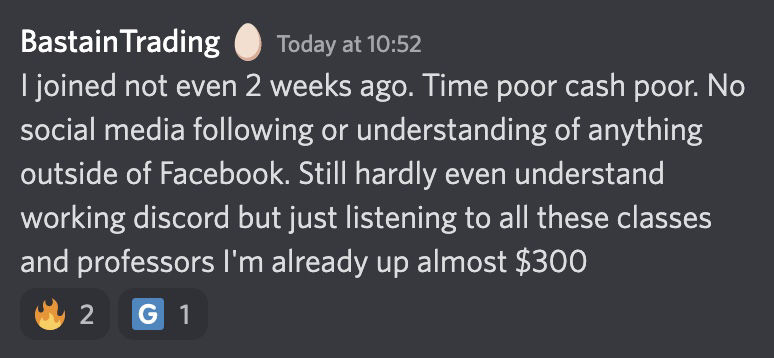 BastainTrading 🥚 Today at 10:52
I joined not even 2 weeks ago. Time poor cash poor. No
social media following or understanding of anything
outside of Facebook. Still hardly even understand
working discord but just listening to all these classes
and professors I'm already up almost $300
🔥 2 G 1